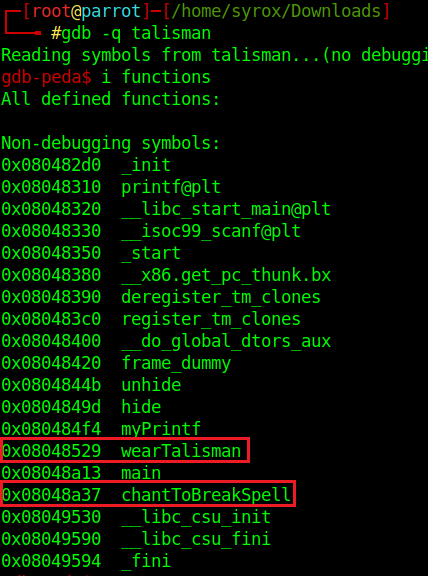 [root@parrot]─[/home/syrox/Downloads]
#gdb -q talisman
Reading symbols from talisman...(no debuggi
gdb-peda$ i functions
All defined functions:
Non-debugging symbols:
0x080482d0 _init
0x08048310 printf@plt
0x08048320 __libc_start_main@plt
0x08048330 __isoc99_scanf@plt
0x08048350 _start
0x08048380 __x86.get_pc_thunk.bx
0x08048390 deregister_tm_clones
0x080483c0 register_tm_clones
0x08048400 __do_global_dtors_aux
0x08048420 frame_dummy
0x0804844b unhide
0x0804849d hide
0x080484f4 myPrintf
0x08048529 wearTalisman
0x08048a13 main
0x08048a37 chantToBreakSpell
0x08049530 __libc_csu_init
0x08049590 __libc_csu_fini
0x08049594 _fini